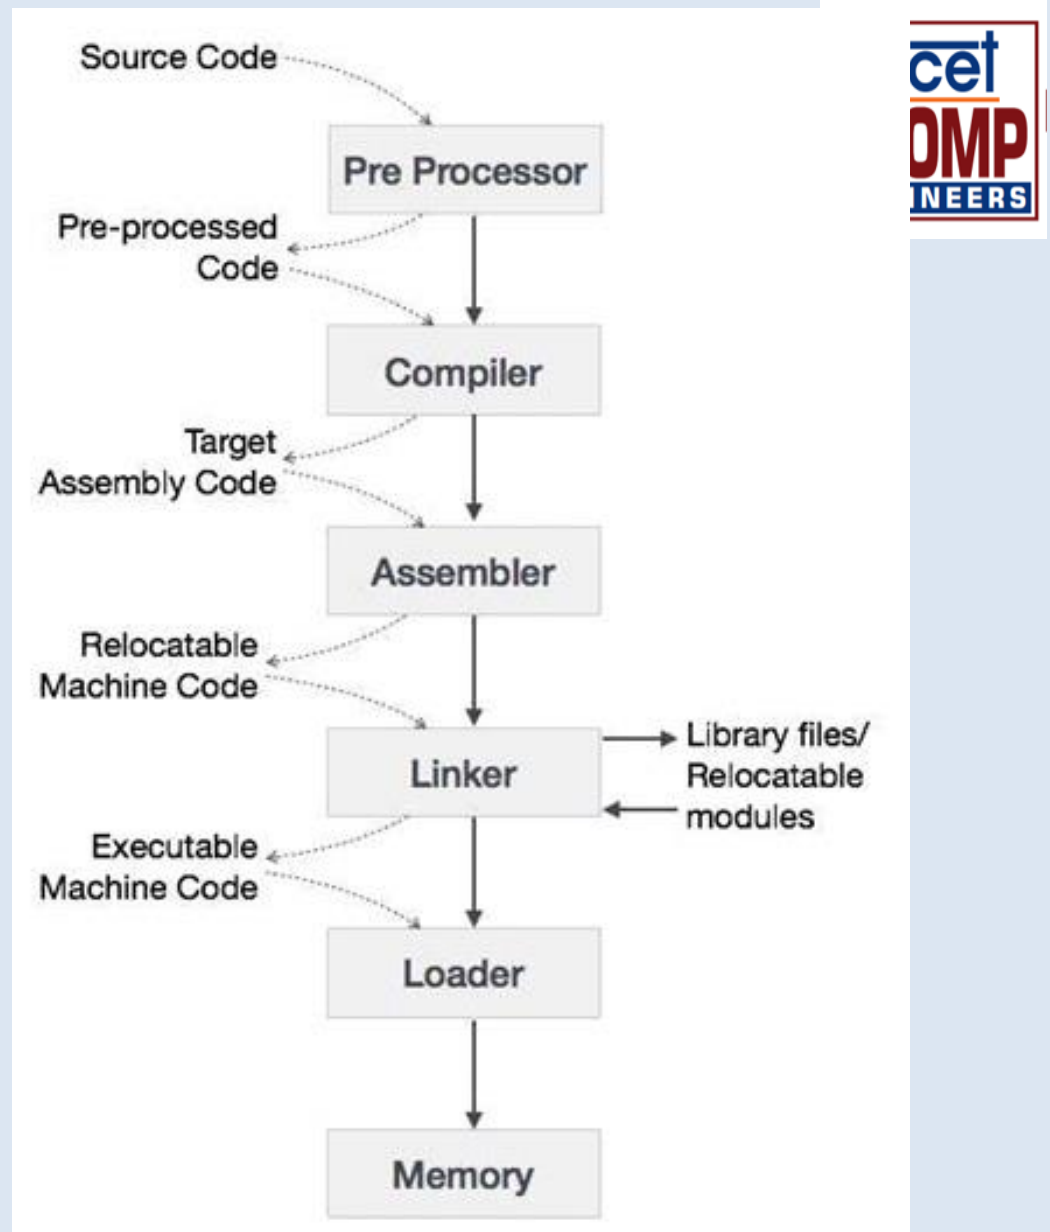 Source Code
Pre Processor
Pre-processed
Code
Compiler
Target
Assembly Code
Assembler
Relocatable
Machine Code
Linker
Library files/
Relocatable
modules
Executable
Machine Code
Loader
Memory
cet
OMP
NEERS